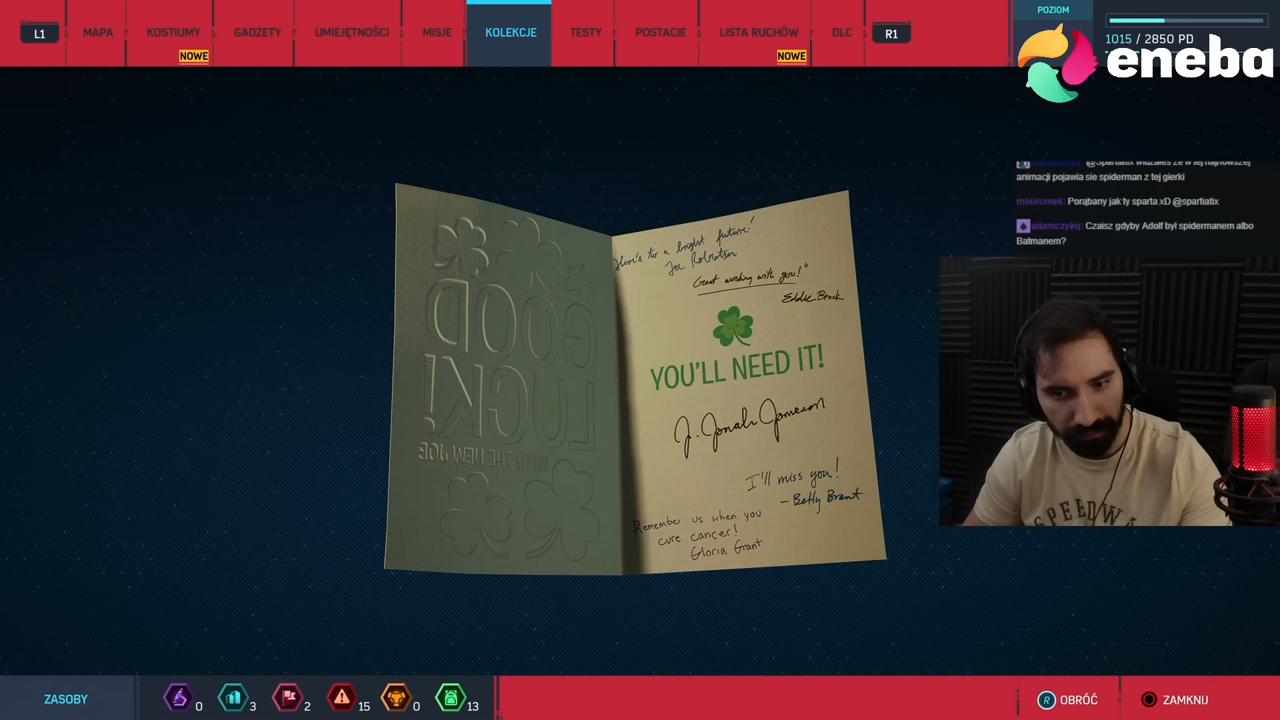 L1
MAPA
KOSTIUMY
NOWE
GADŻETY
UMIEJĘTNOŚCI
MISJE
KOLEKCJE
TESTY
POSTACIE
LISTA RUCHÓW
NOWE
DLC
R1
POZIOM
1015 / 2850 PD
eneba
@Spartiatix widziałeś że w tej najnowszej
animacji pojawia sie spiderman z tej gierki
miniromek: Porąbany jak ty sparta xD @spartiatix
adamczykq: Czaisz gdyby Adolf był spidermanem albo
Batmanem?
GOOD
LUCK!
WITH THE NEW JOB
Here's to a bright future!
Joe Robertson
Great working with you!"
Eddie Brock
YOU'LL NEED IT!
J. Jonah Jameson
I'll miss you!
- Betty Brant
Remember us when you
cure cancer!
Gloria Grant
SPEEDWA
ZASOBY
0
3
2
15
0
13
R OBRÓĆ
ZAMKNIJ